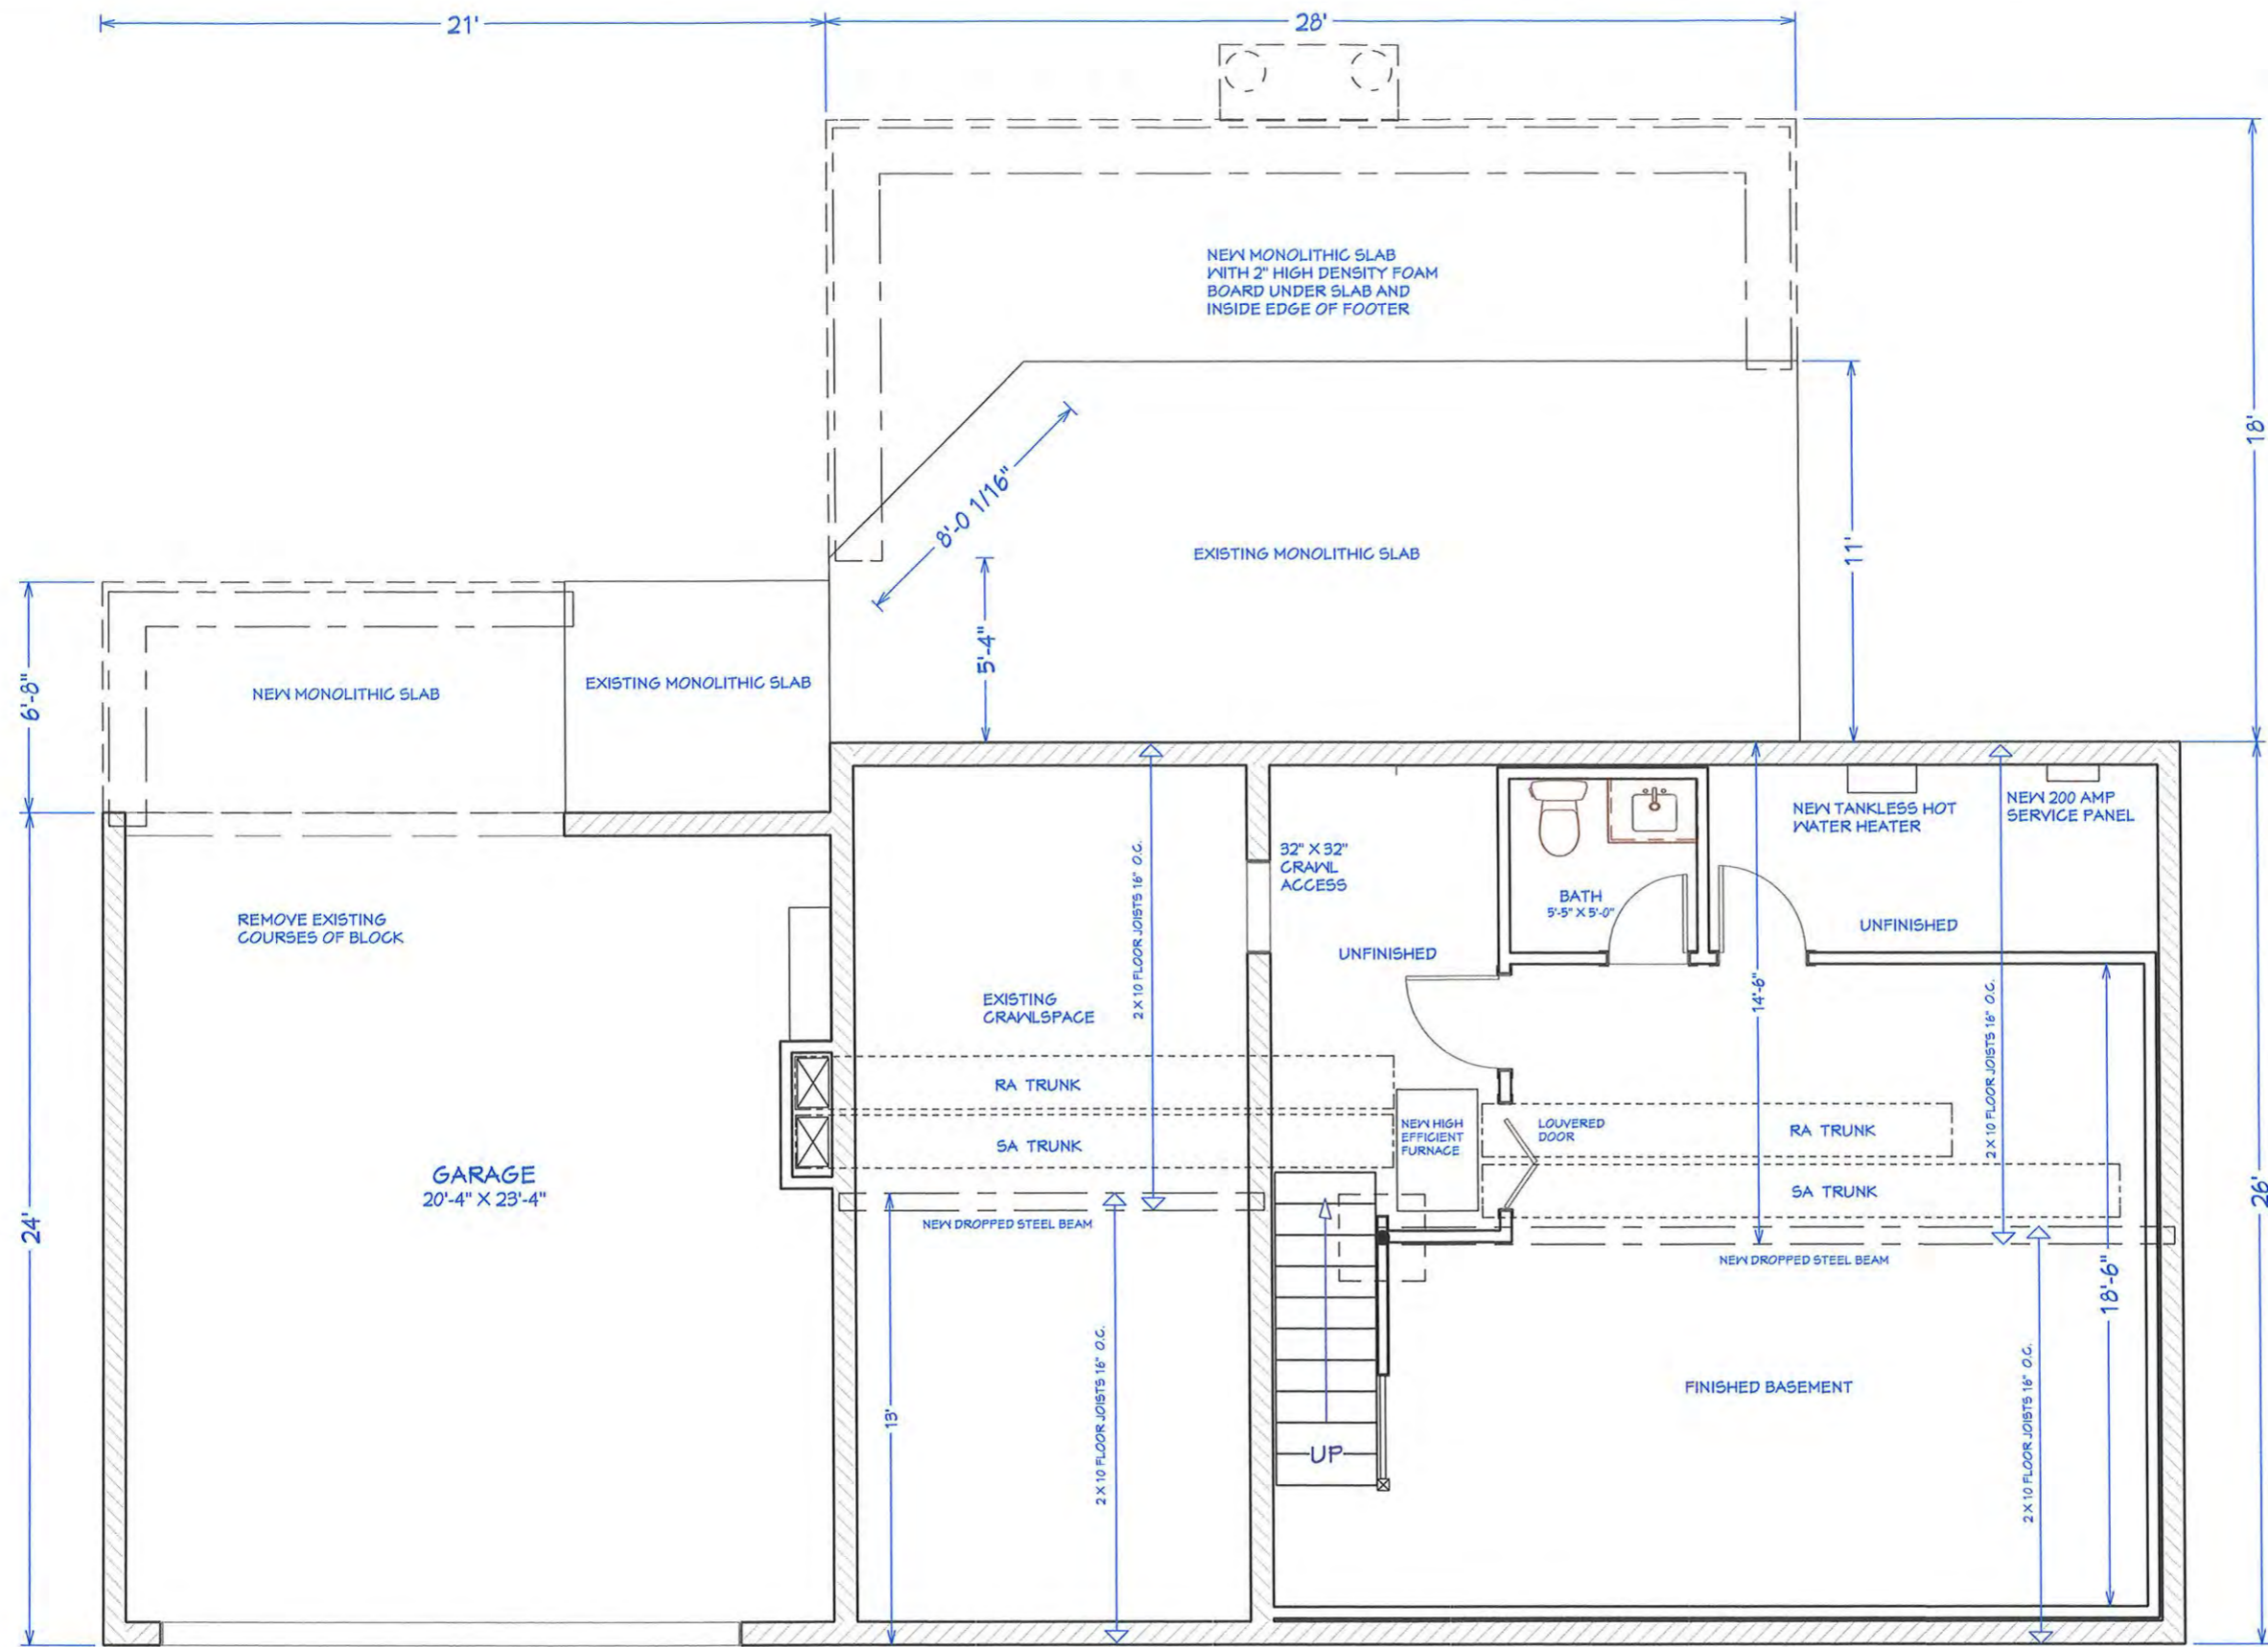 21'
28'
NEW MONOLITHIC SLAB
WITH 2" HIGH DENSITY FOAM
BOARD UNDER SLAB AND
INSIDE EDGE OF FOOTER
18'
8'-0 1/16"
11'
EXISTING MONOLITHIC SLAB
5'-4"
6'-8"
NEW MONOLITHIC SLAB
EXISTING MONOLITHIC SLAB
NEW TANKLESS HOT
WATER HEATER
NEW 200 AMP
SERVICE PANEL
32" X 32"
CRAWL
ACCESS
BATH
5'-5" X 5'-0"
UNFINISHED
UNFINISHED
REMOVE EXISTING
COURSES OF BLOCK
2 X 10 FLOOR JOISTS 16" O.C.
EXISTING
CRAWLSPACE
14'-6"
2 X 10 FLOOR JOISTS 16" O.C.
RA TRUNK
SA TRUNK
NEW HIGH
EFFICIENT
FURNACE
LOUVERED
DOOR
RA TRUNK
SA TRUNK
GARAGE
20'-4" X 23'-4"
24'
26'
NEW DROPPED STEEL BEAM
NEW DROPPED STEEL BEAM
18'-6"
13'
2 X 10 FLOOR JOISTS 16" O.C.
FINISHED BASEMENT
2 X 10 FLOOR JOISTS 16" O.C.
UP